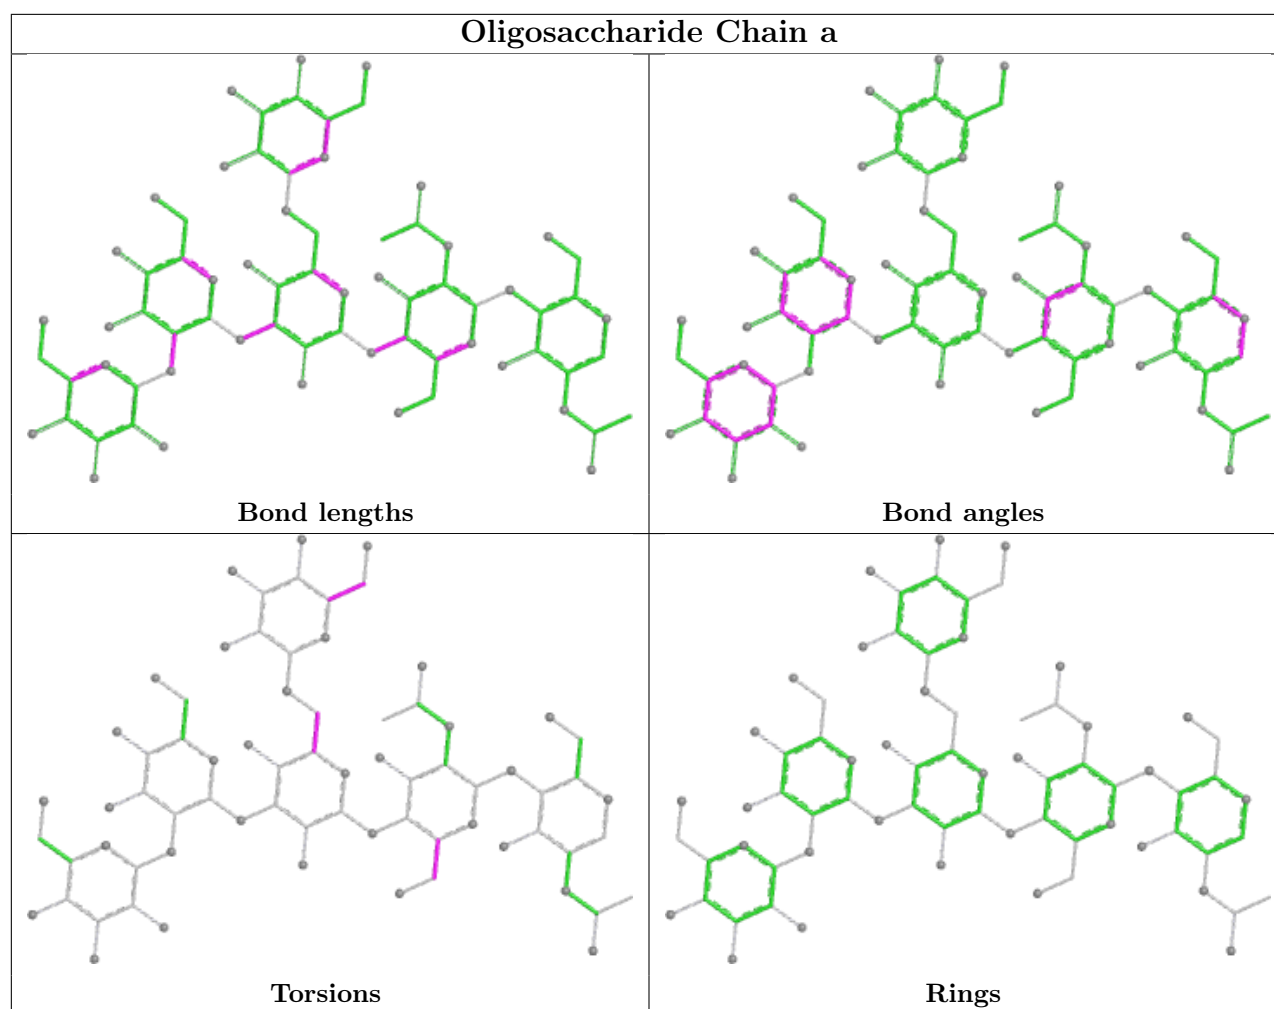 Oligosaccharide Chain a
Bond lengths
Bond angles
Torsions
Rings